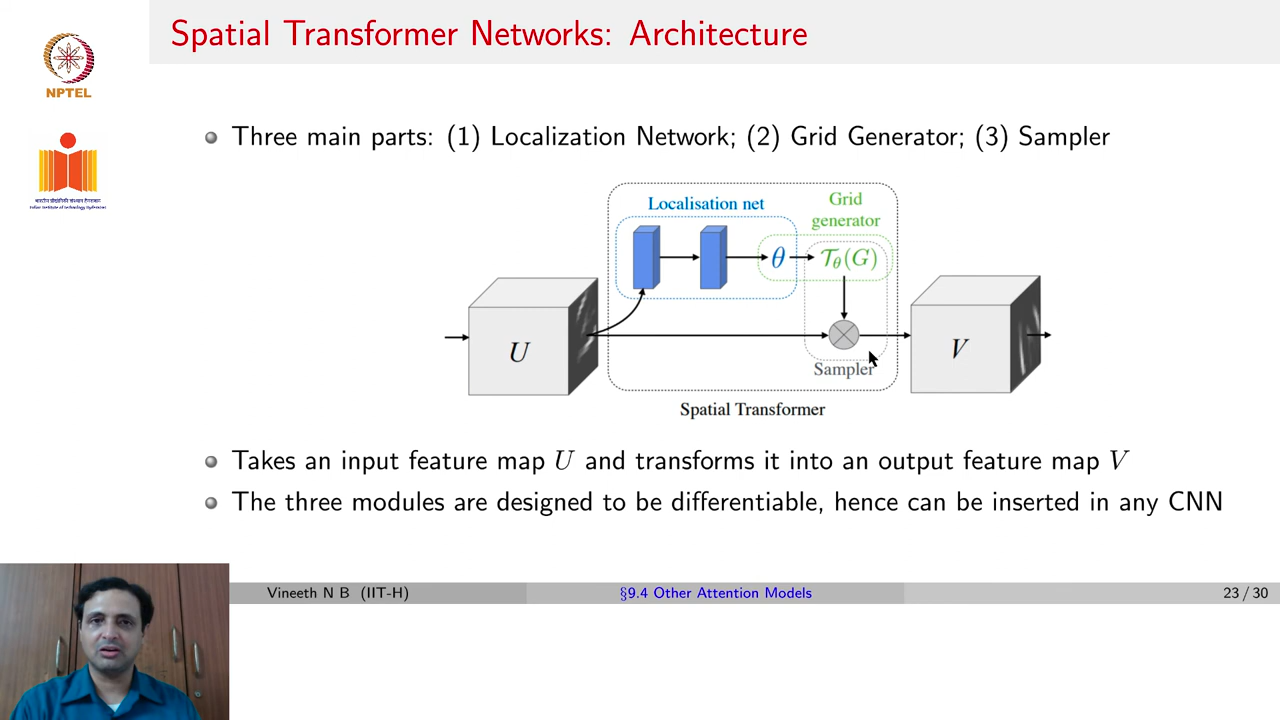 Spatial Transformer Networks: Architecture
NPTEL
Three main parts: (1) Localization Network; (2) Grid Generator; (3) Sampler
Localisation net
Grid
generator
θ
𝒯θ(G)
U
V
Sampler
Spatial Transformer
Takes an input feature map U and transforms it into an output feature map V
The three modules are designed to be differentiable, hence can be inserted in any CNN
Vineeth N B (IIT-H)
§9.4 Other Attention Models
23 / 30